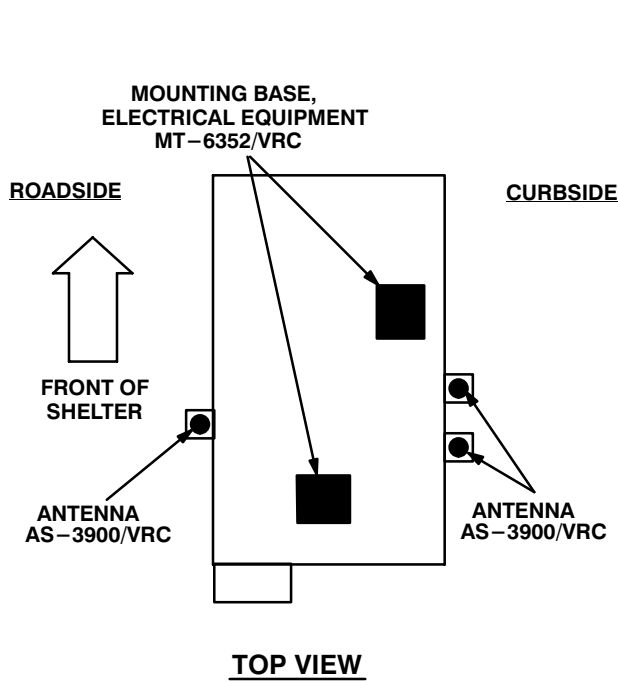 MOUNTING BASE,
ELECTRICAL EQUIPMENT
MT−6352/VRC
ROADSIDE
CURBSIDE
FRONT OF
SHELTER
ANTENNA
AS−3900/VRC
ANTENNA
AS−3900/VRC
TOP VIEW